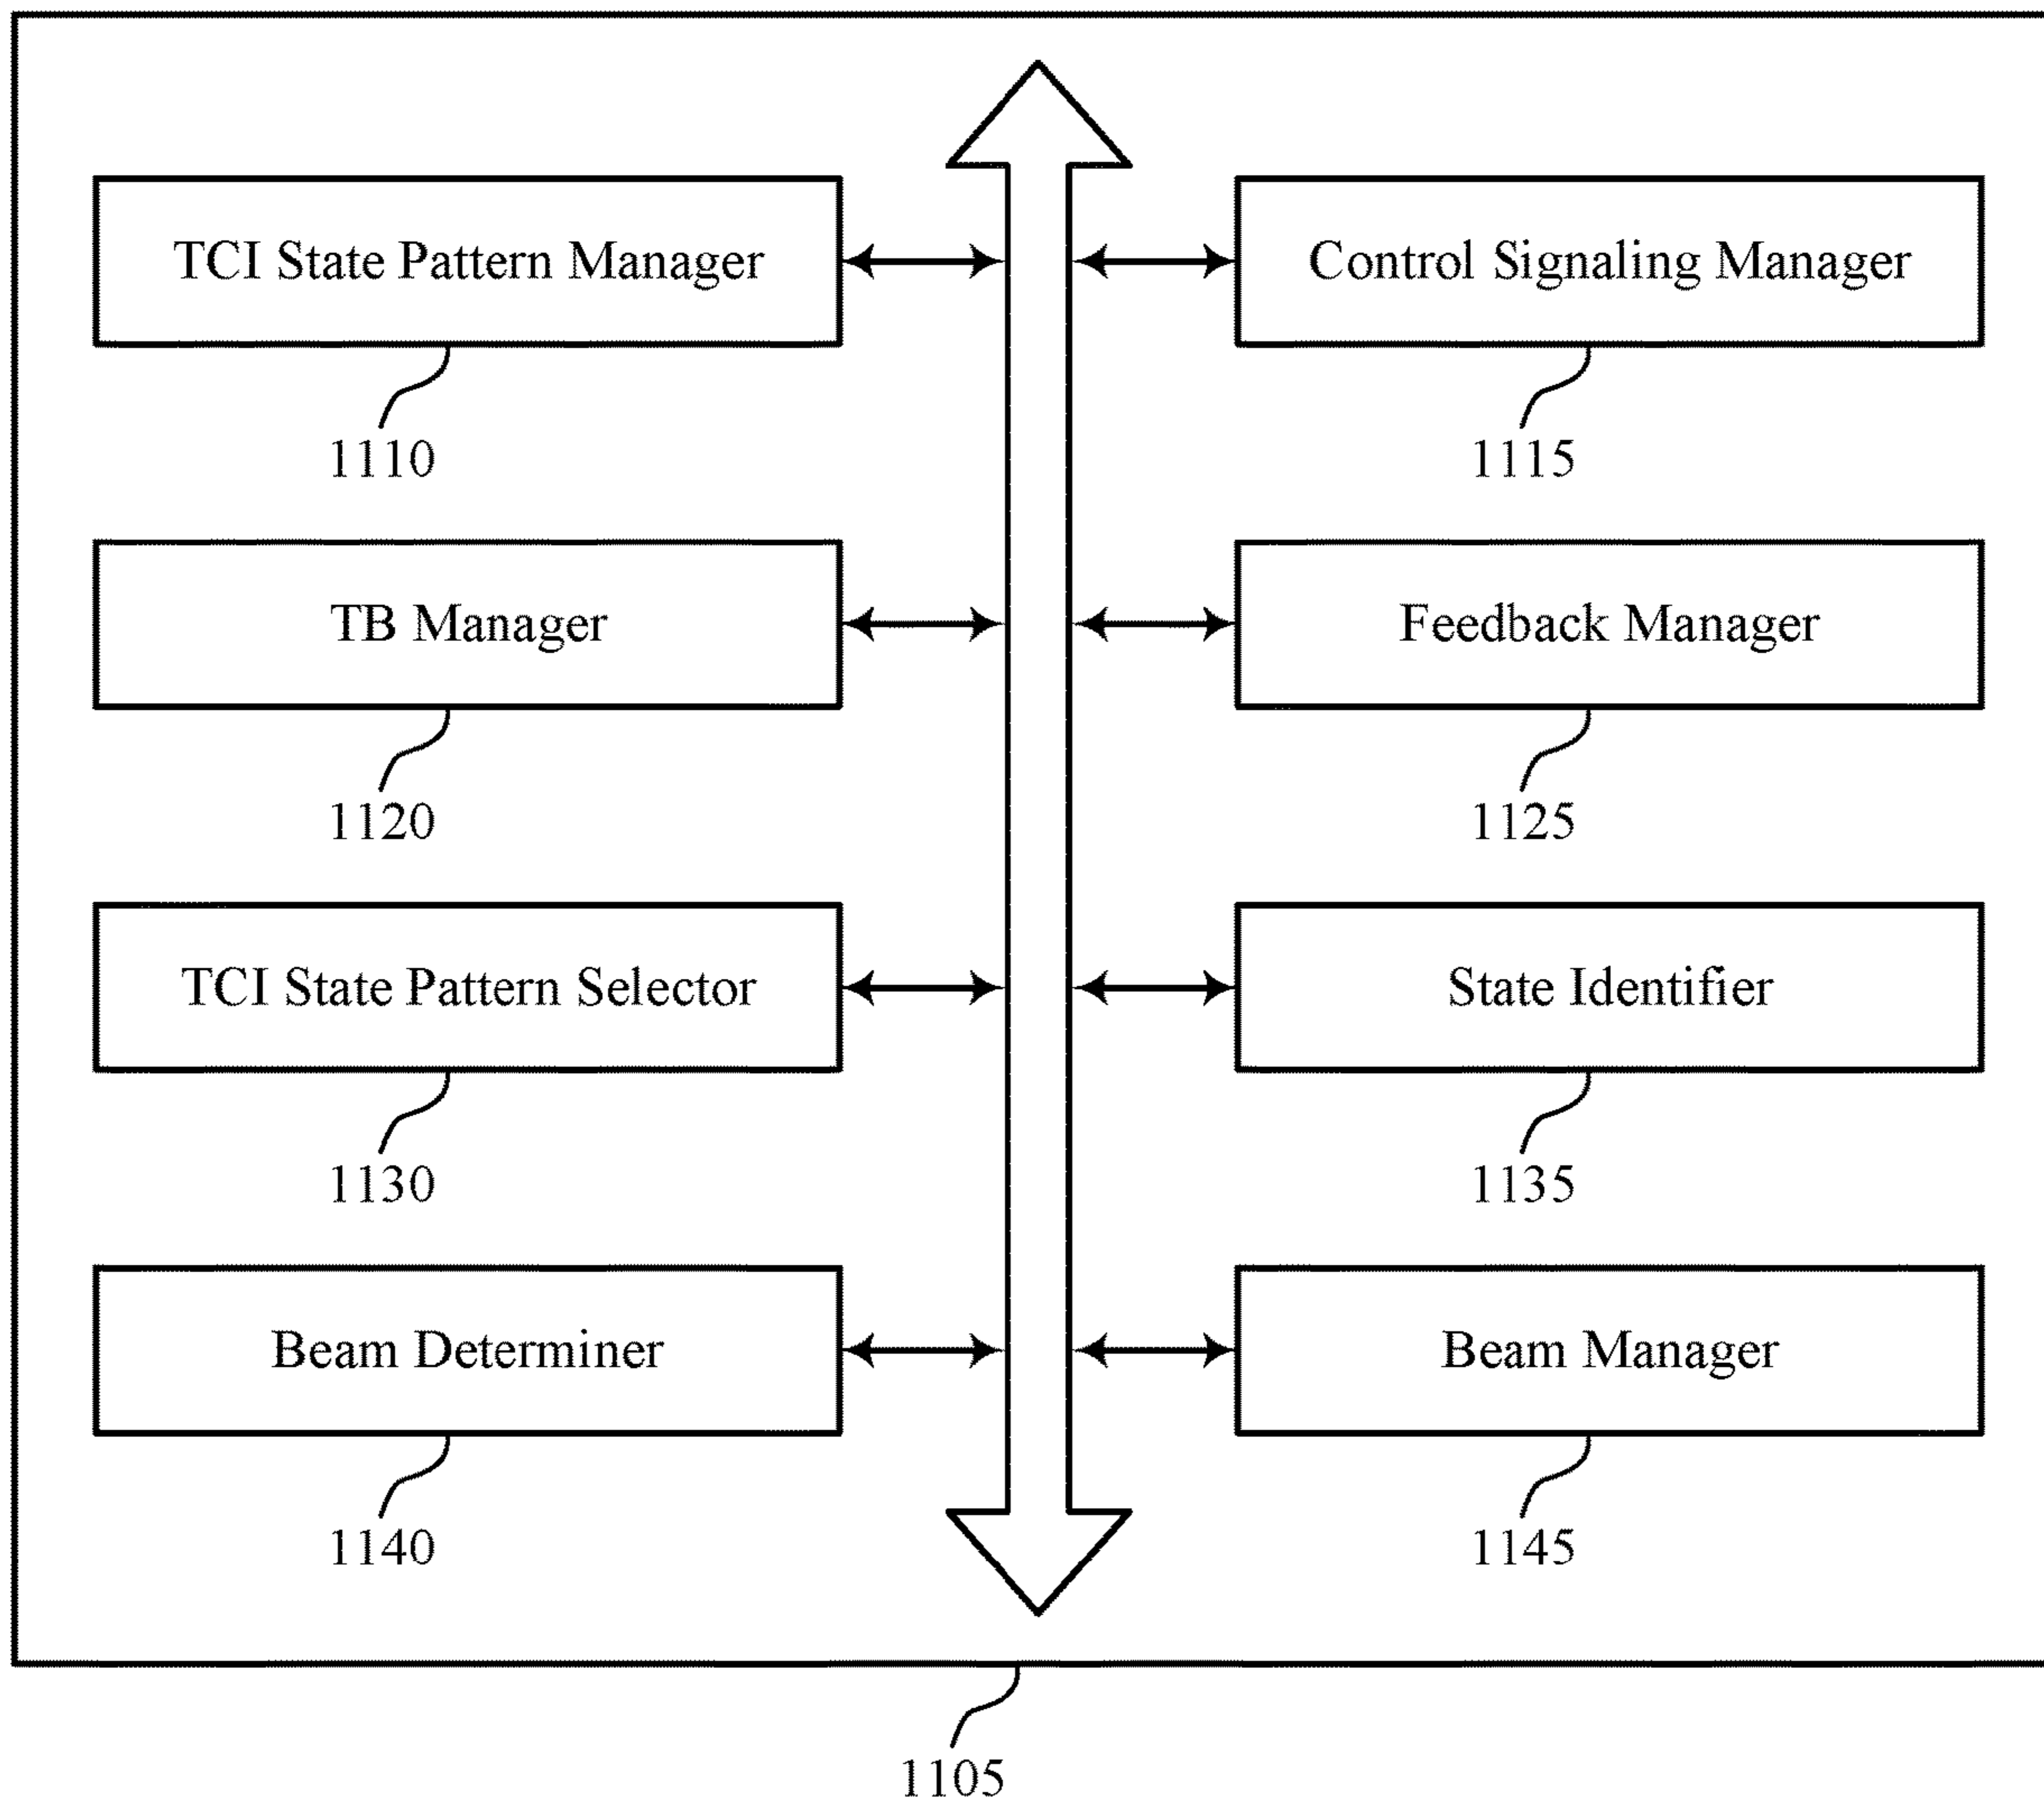 TCI State Pattern Manager
Control Signaling Manager
1110
1115
TB Manager
Feedback Manager
1120
1125
TCI State Pattern Selector
State Identifier
1130
1135
Beam Determiner
Beam Manager
1140
1145
1105